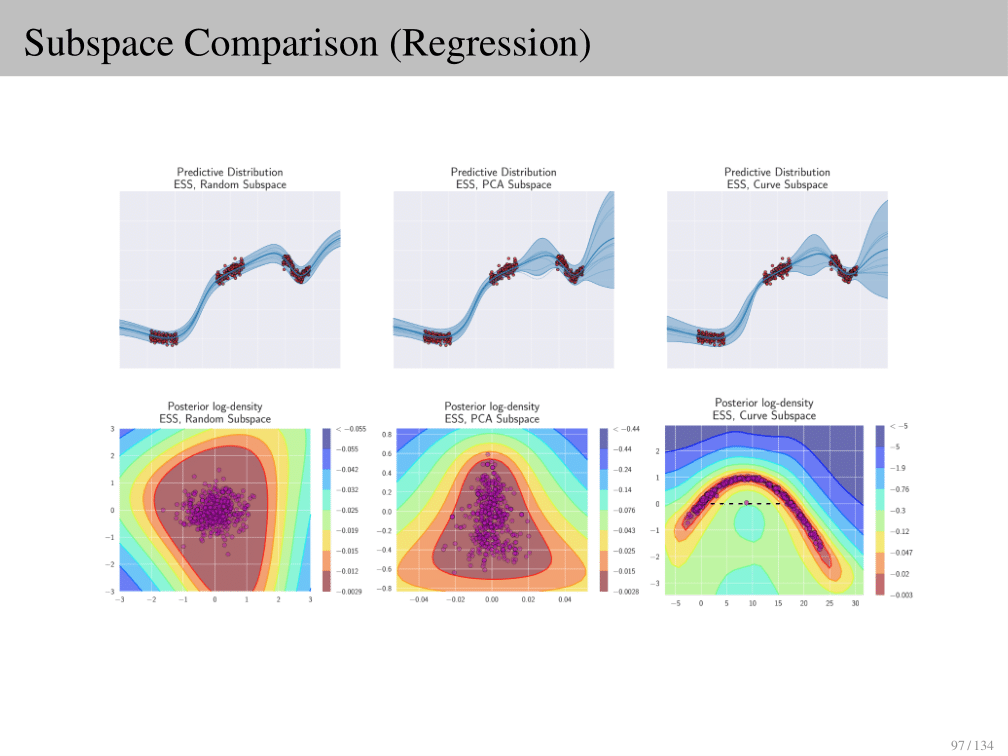 Subspace Comparison (Regression)
Predictive Distribution
ESS, Random Subspace
Predictive Distribution
ESS, PCA Subspace
Predictive Distribution
ESS, Curve Subspace
Posterior log-density
ESS, Random Subspace
3
2
1
0
−1
−2
−3
−3 −2 −1 0 1 2 3
< −0.055
−0.055
−0.042
−0.032
−0.025
−0.019
−0.015
−0.012
−0.0029
Posterior log-density
ESS, PCA Subspace
0.8
0.6
0.4
0.2
0.0
−0.2
−0.4
−0.6
−0.8
−0.04 −0.02 0.00 0.02 0.04
< −0.44
−0.44
−0.24
−0.14
−0.076
−0.043
−0.025
−0.015
−0.0028
Posterior log-density
ESS, Curve Subspace
2
1
0
−1
−2
−3
−5 0 5 10 15 20 25 30
< −5
−5
−1.9
−0.76
−0.3
−0.12
−0.047
−0.02
−0.003
97 / 134